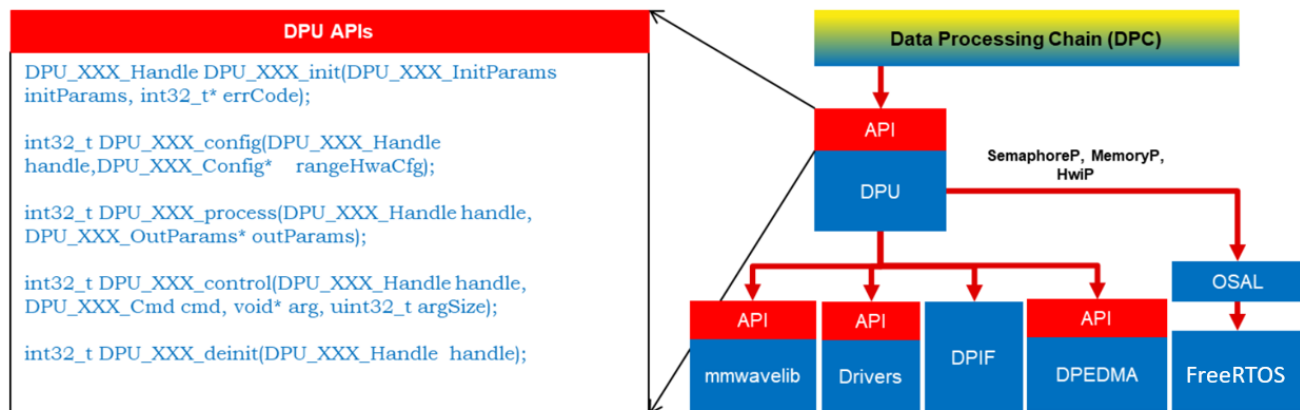 DPU APIs
DPU_XXX_Handle DPU_XXX_init(DPU_XXX_InitParams
initParams, int32_t* errCode);
int32_t DPU_XXX_config(DPU_XXX_Handle
handle,DPU_XXX_Config* rangeHwaCfg);
int32_t DPU_XXX_process(DPU_XXX_Handle handle,
DPU_XXX_OutParams* outParams);
int32_t DPU_XXX_control(DPU_XXX_Handle handle,
DPU_XXX_Cmd cmd, void* arg, uint32_t argSize);
int32_t DPU_XXX_deinit(DPU_XXX_Handle handle);
Data Processing Chain (DPC)
API
DPU
SemaphoreP, MemoryP,
HwiP
OSAL
FreeRTOS
API
mmwavelib
API
Drivers
DPIF
API
DPEDMA